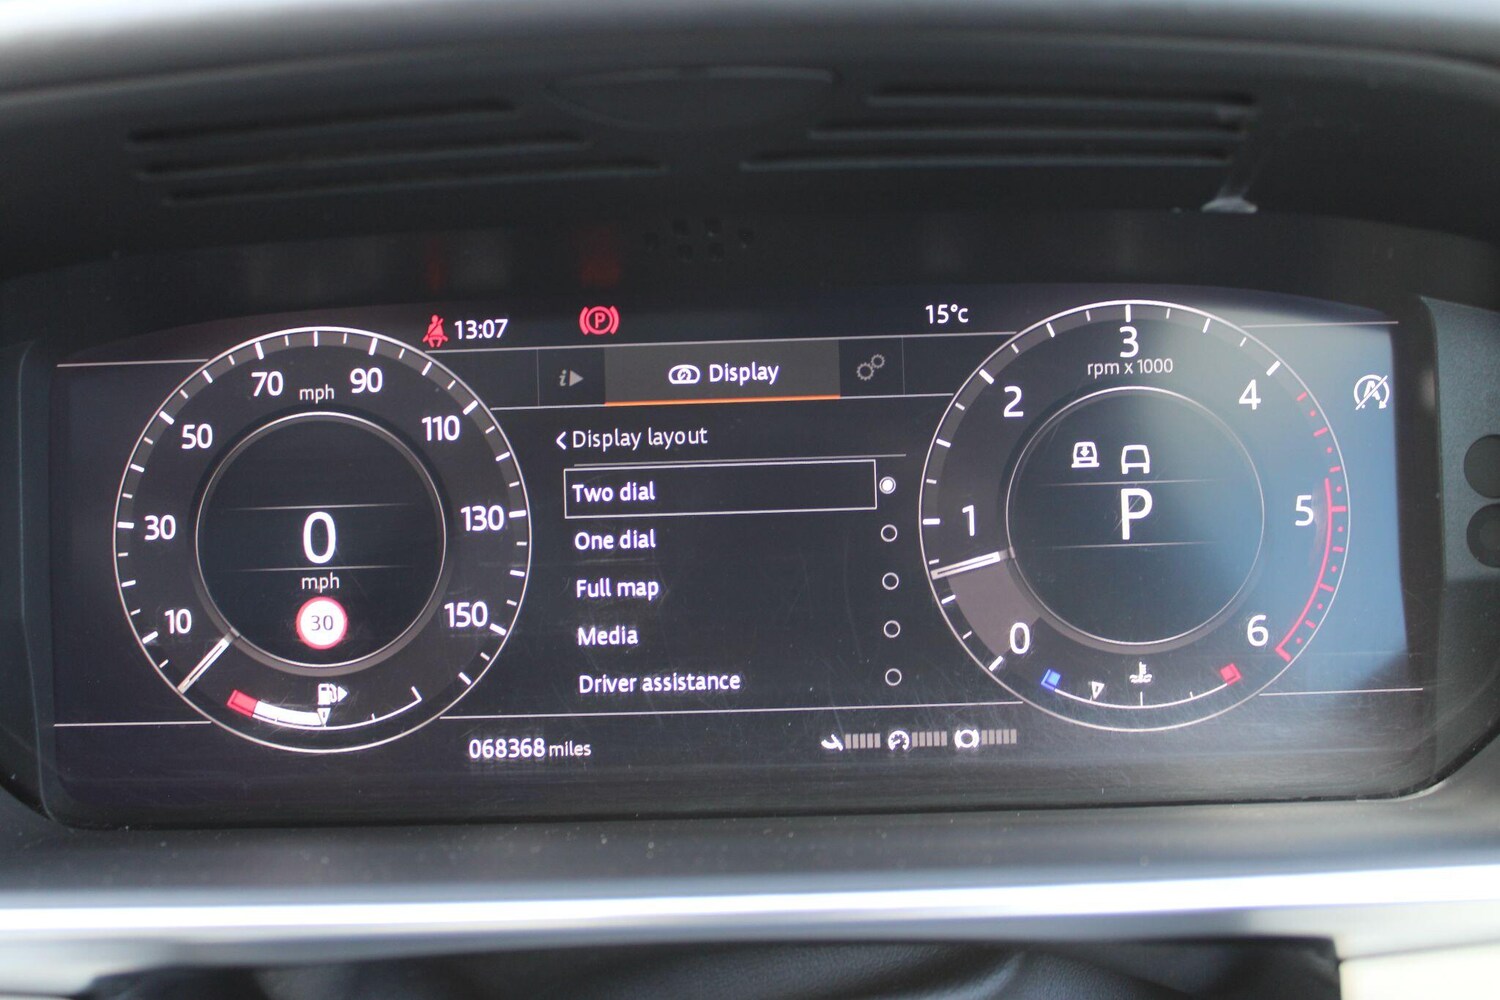 13:07
P
15°c
Display
Display layout
Two dial
One dial
Full map
Media
Driver assistance
10
30
50
70
mph
90
110
130
150
0
mph
30
0
1
2
3
4
5
6
rpm x 1000
A
P
068368 miles